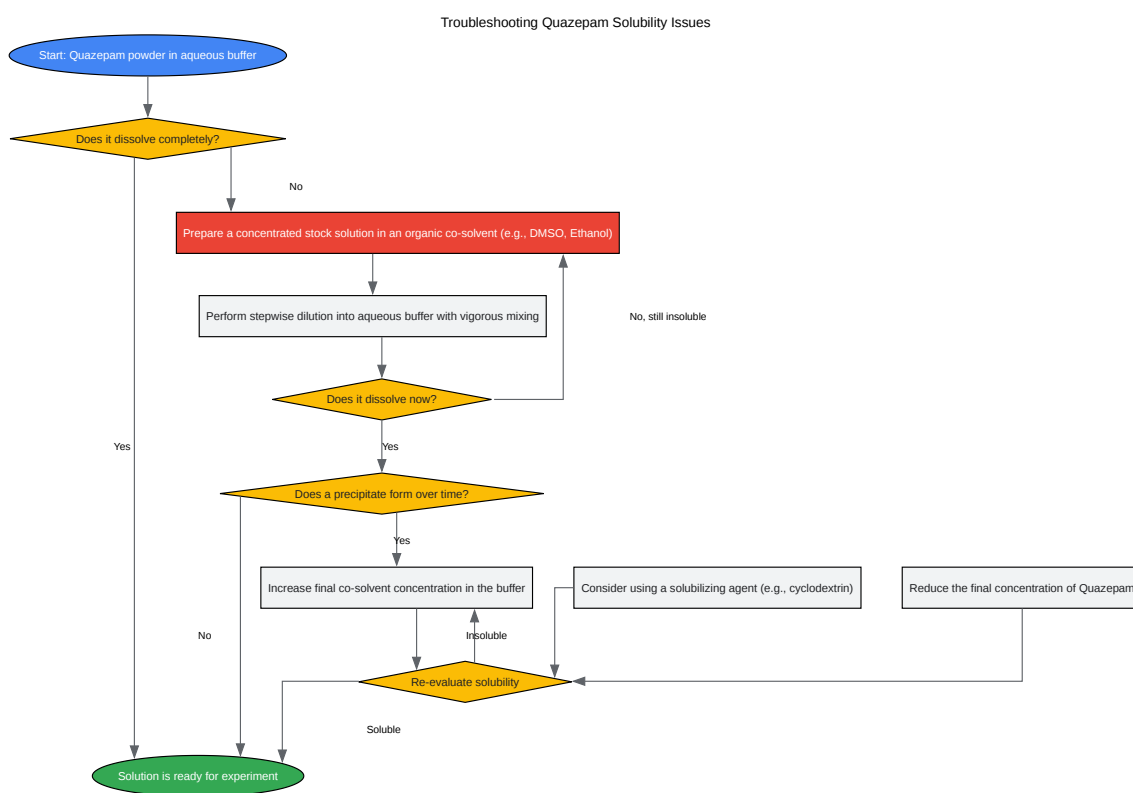 Troubleshooting Quazepam Solubility Issues
Start: Quazepam powder in aqueous buffer
Does it dissolve completely?
No
Prepare a concentrated stock solution in an organic co-solvent (e.g., DMSO, Ethanol)
Perform stepwise dilution into aqueous buffer with vigorous mixing
No, still insoluble
Does it dissolve now?
Yes
Yes
Does a precipitate form over time?
Yes
Increase final co-solvent concentration in the buffer
Consider using a solubilizing agent (e.g., cyclodextrin)
Reduce the final concentration of Quazepam
No
Insoluble
Re-evaluate solubility
Soluble
Solution is ready for experiment